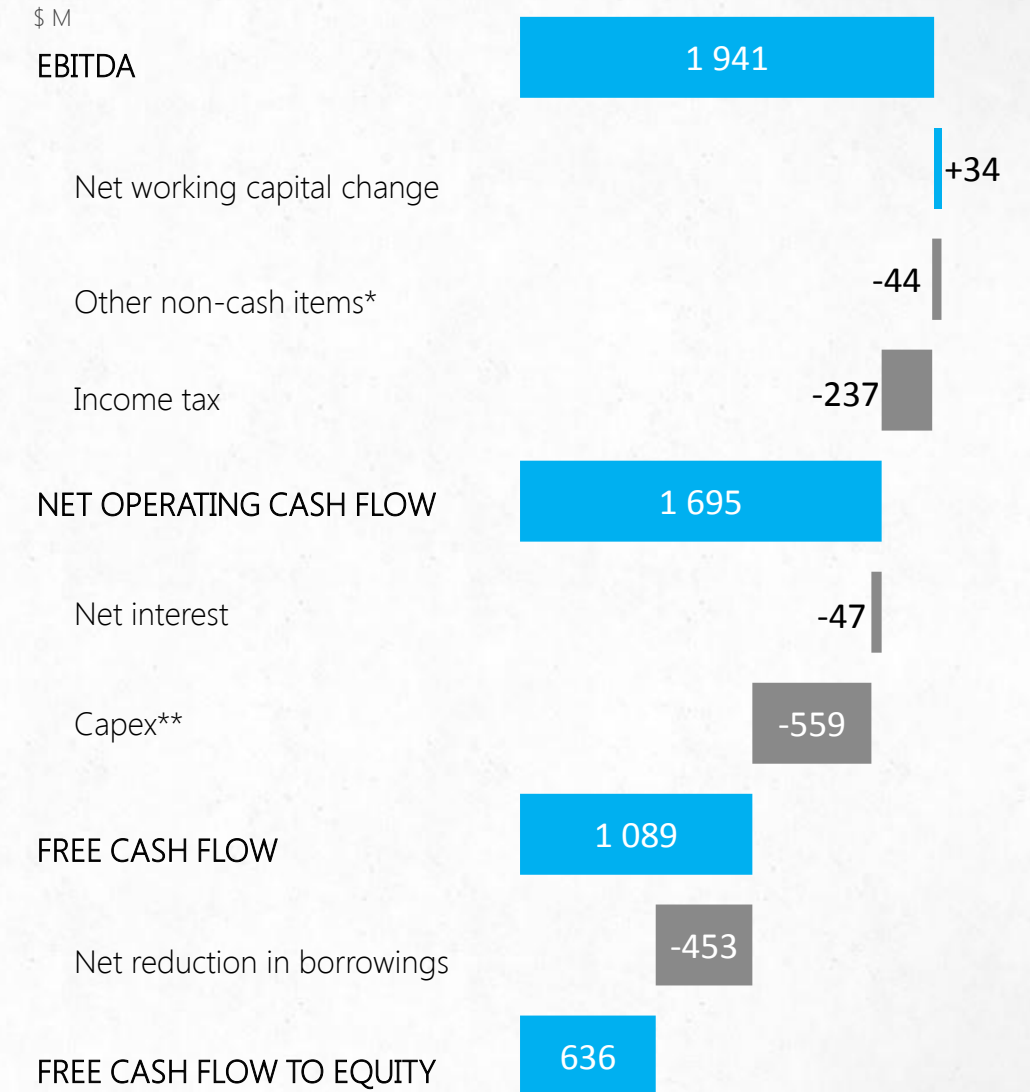 $ M
EBITDA
1 941
Net working capital change
+34
Other non-cash items*
-44
Income tax
-237
NET OPERATING CASH FLOW
1 695
Net interest
-47
Capex**
-559
FREE CASH FLOW
1 089
Net reduction in borrowings
-453
FREE CASH FLOW TO EQUITY
636